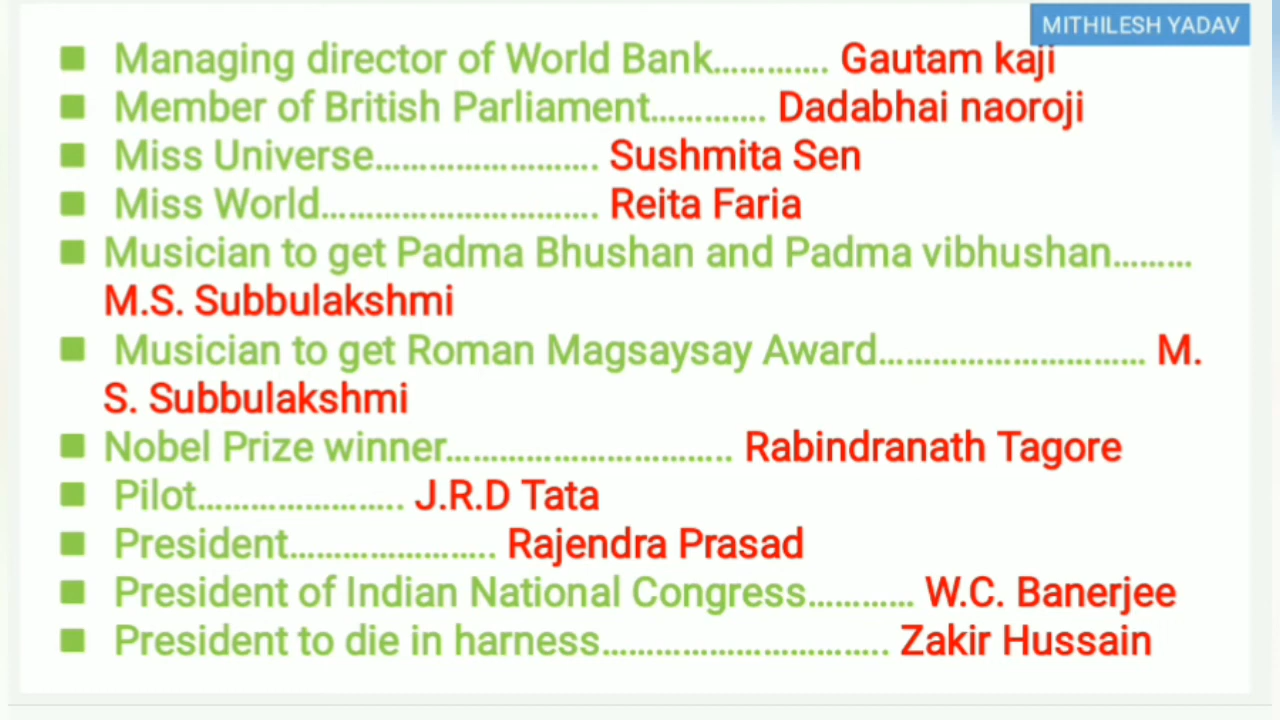 MITHILESH YADAV
■ Managing director of World Bank…………. Gautam kaji
■ Member of British Parliament…………. Dadabhai naoroji
■ Miss Universe……………………. Sushmita Sen
■ Miss World…………………………. Reita Faria
■ Musician to get Padma Bhushan and Padma vibhushan………
M.S. Subbulakshmi
■ Musician to get Roman Magsaysay Award………………………… M.
S. Subbulakshmi
■ Nobel Prize winner………………………….. Rabindranath Tagore
■ Pilot………………….. J.R.D Tata
■ President………………….. Rajendra Prasad
■ President of Indian National Congress………… W.C. Banerjee
■ President to die in harness………………………….. Zakir Hussain